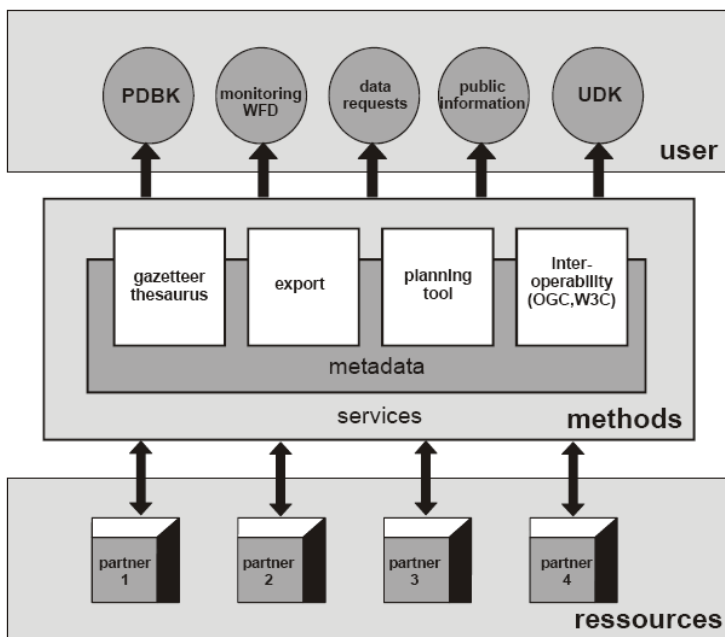 PDBK
monitoring
WFD
data
requests
public
information
UDK
user
gazetteer
thesaurus
export
planning
tool
inter-
operability
(OGC,W3C)
metadata
services
methods
partner
1
partner
2
partner
3
partner
4
ressources